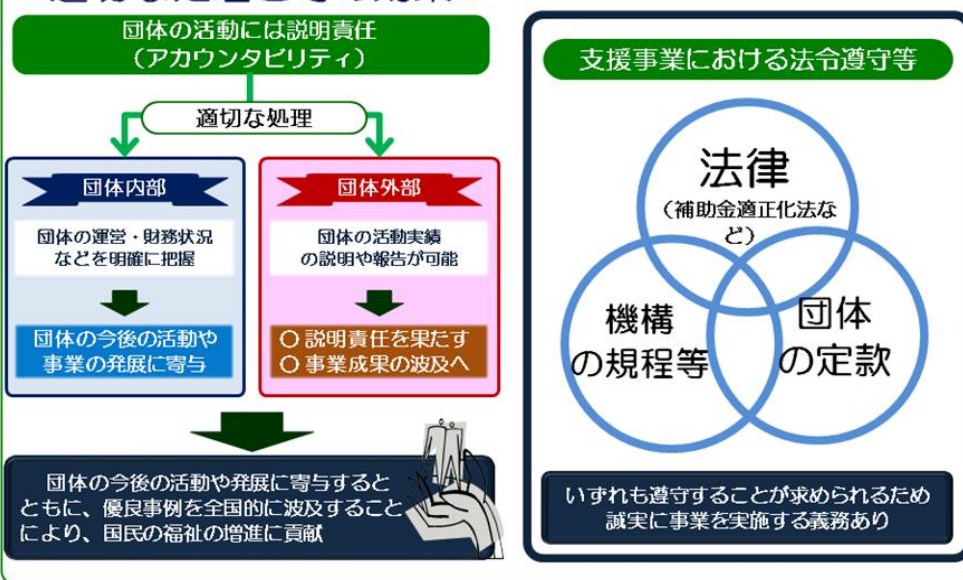 団体の活動には説明責任
（アカウンタビリティ）
適切な処理
団体内部
団体の運営・財務状況
などを明確に把握
団体の今後の活動や
事業の発展に寄与
団体外部
団体の活動実績
の説明や報告が可能
○ 説明責任を果たす
○ 事業成果の波及へ
団体の今後の活動や発展に寄与すると
ともに、優良事例を全国的に波及すること
により、国民の福祉の増進に貢献
支援事業における法令遵守等
法律
（補助金適正化法な
ど）
機構
の規程等
団体
の定款
いずれも遵守することが求められるため
誠実に事業を実施する義務あり